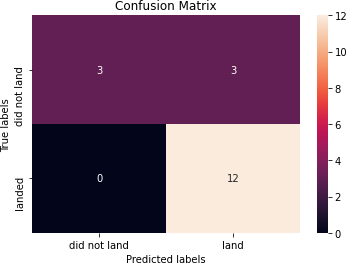 Confusion Matrix
True labels
did not land
landed
3
3
0
12
did not land
land
Predicted labels
12
10
8
6
4
2
0